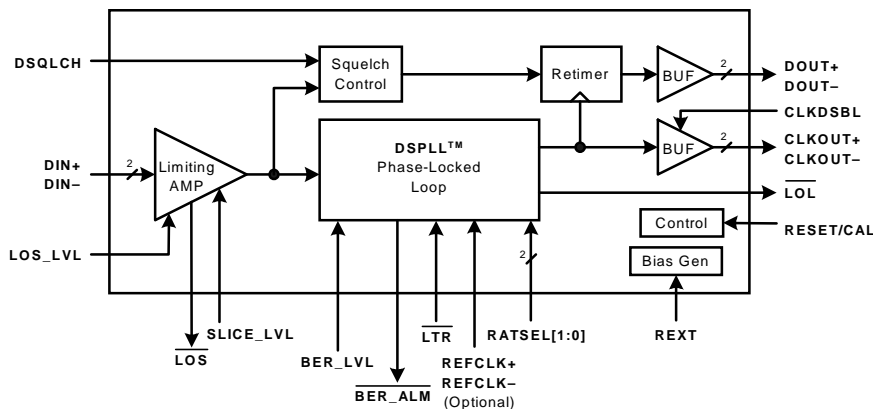 DSQLCH
Squelch
Control
Retimer
BUF
2
DOUT+
DOUT–
CLKDSBL
DIN+
DIN–
2
Limiting
AMP
DSPLL™
Phase-Locked
Loop
BUF
2
CLKOUT+
CLKOUT–
LOL
LOS_LVL
Control
RESET/CAL
Bias Gen
2
LOS
SLICE_LVL
BER_LVL
BER_ALM
LTR
REFCLK+
REFCLK–
(Optional)
RATSEL[1:0]
REXT